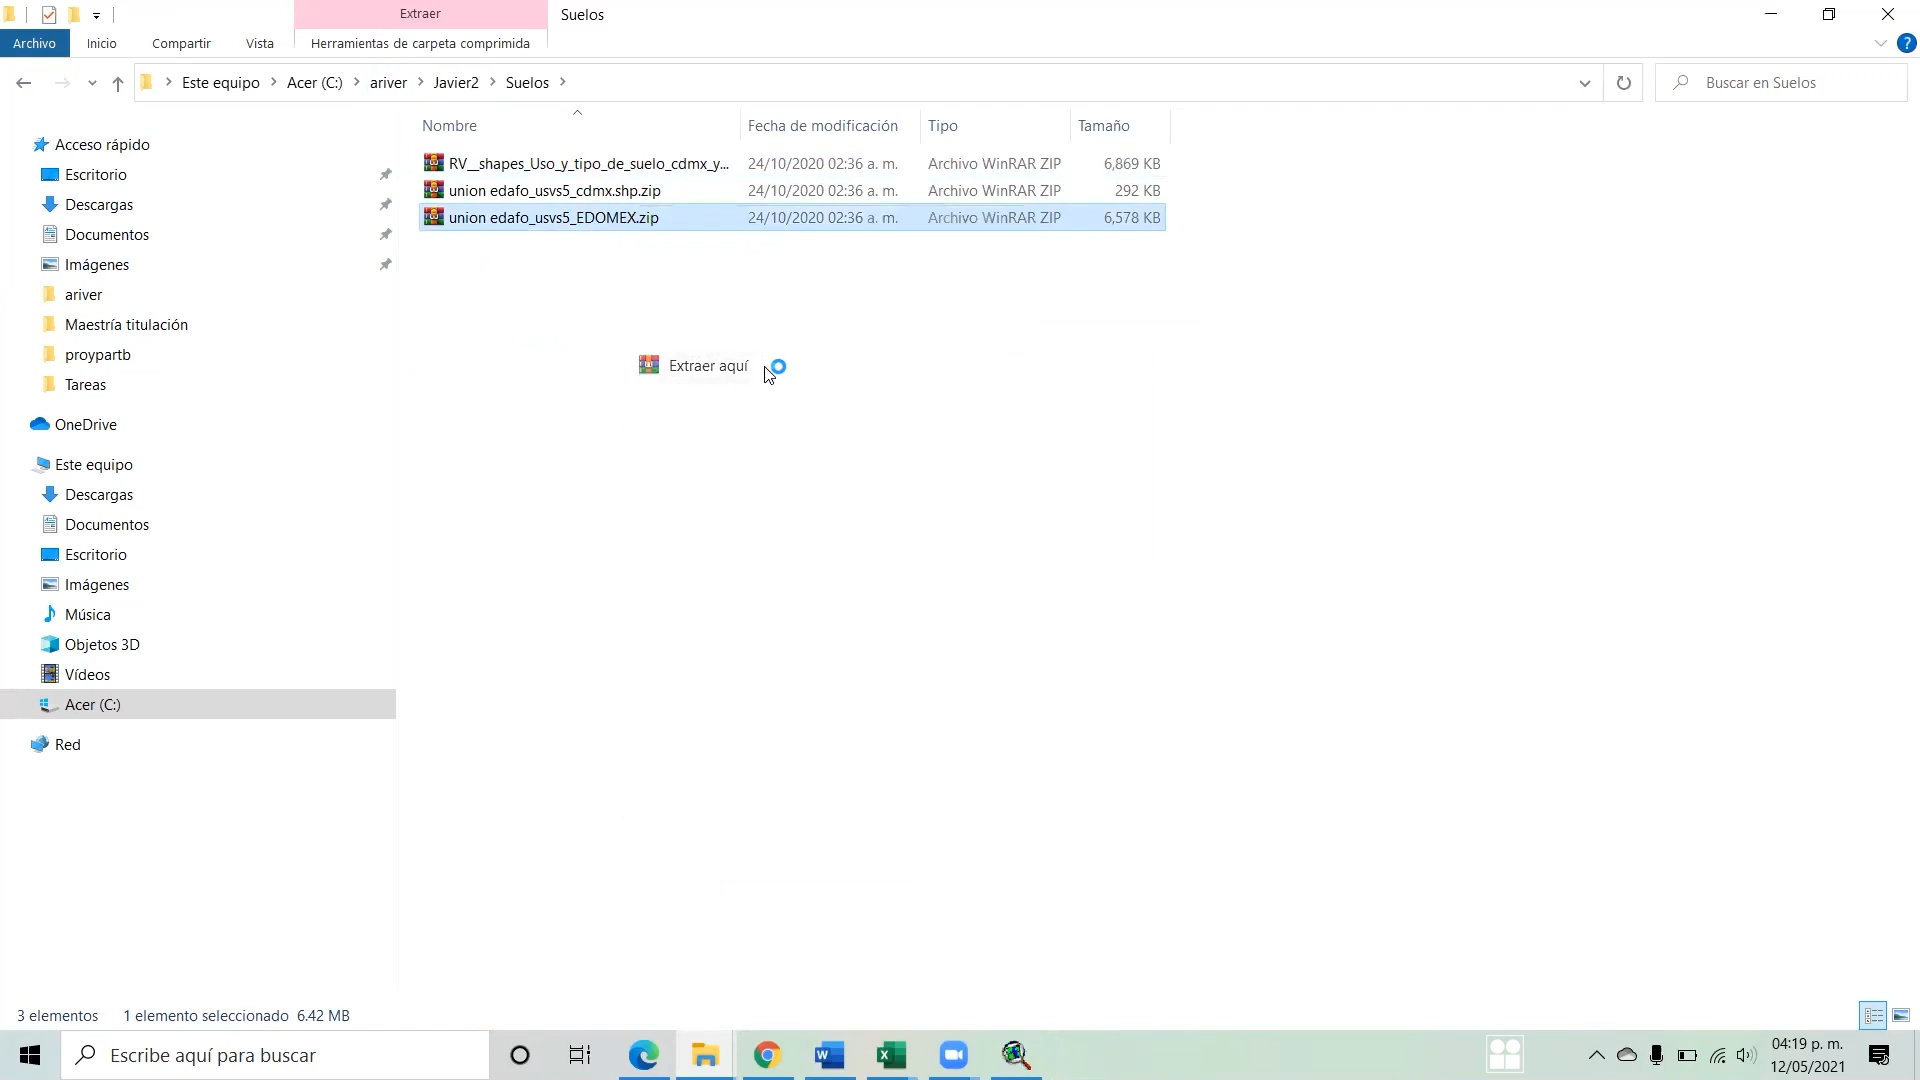 Extraer
Suelos
Archivo
Inicio
Compartir
Vista
Herramientas de carpeta comprimida
?
Este equipo
Acer (C:)
ariver
Javier2
Suelos
Buscar en Suelos
Nombre
Fecha de modificación
Tipo
Tamaño
RV__shapes_Uso_y_tipo_de_suelo_cdmx_y... 24/10/2020 02:36 a. m. Archivo WinRAR ZIP 6,869 KB
union edafo_usvs5_cdmx.shp.zip 24/10/2020 02:36 a. m. Archivo WinRAR ZIP 292 KB
union edafo_usvs5_EDOMEX.zip 24/10/2020 02:36 a. m. Archivo WinRAR ZIP 6,578 KB
Extraer aquí
Acceso rápido
Escritorio
Descargas
Documentos
Imágenes
ariver
Maestría titulación
proypartb
Tareas
OneDrive
Este equipo
Descargas
Documentos
Escritorio
Imágenes
Música
Objetos 3D
Vídeos
Acer (C:)
Red
3 elementos
1 elemento seleccionado 6.42 MB
Escribe aquí para buscar
04:19 p. m.
12/05/2021